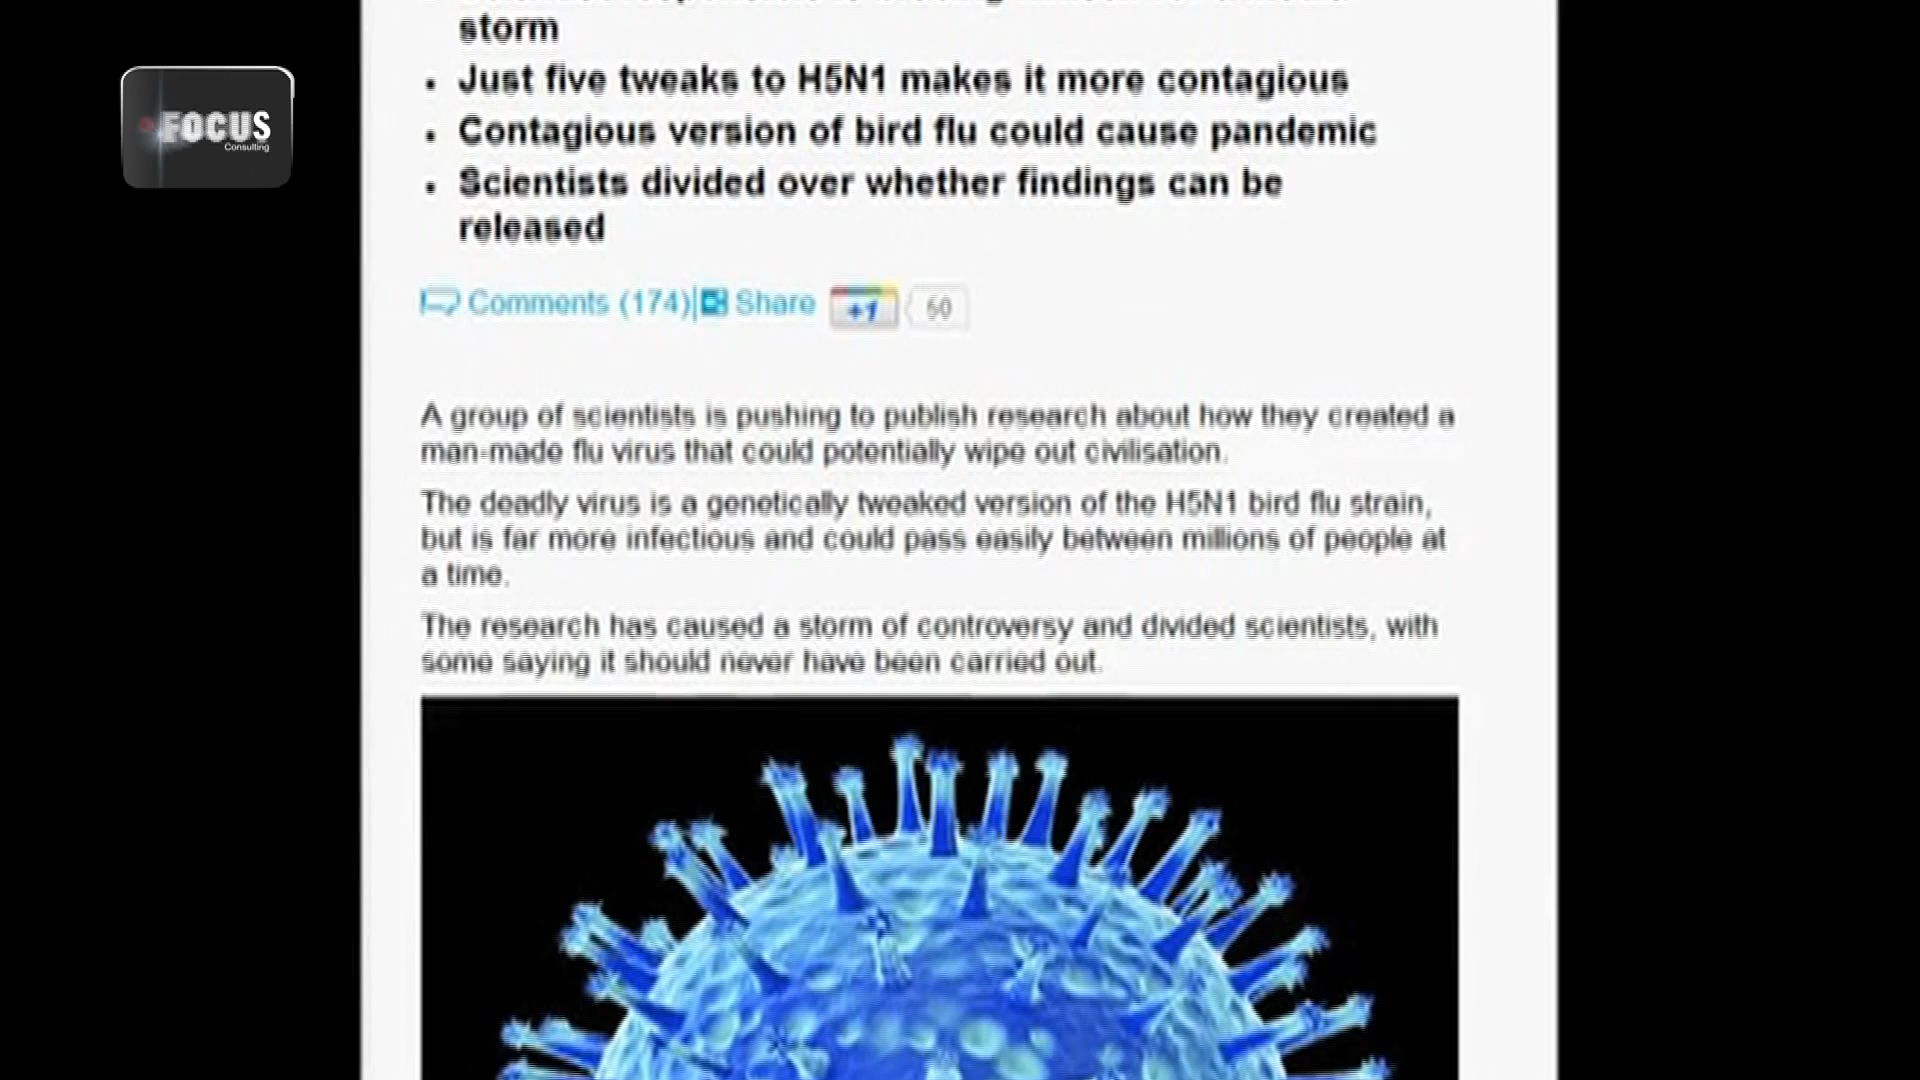 storm
• Just five tweaks to H5N1 makes it more contagious
• Contagious version of bird flu could cause pandemic
• Scientists divided over whether findings can be
released
FOCUS
Consulting
Comments (174)| Share +1 50
A group of scientists is pushing to publish research about how they created a
man-made flu virus that could potentially wipe out civilisation.
The deadly virus is a genetically tweaked version of the H5N1 bird flu strain,
but is far more infectious and could pass easily between millions of people at
a time.
The research has caused a storm of controversy and divided scientists, with
some saying it should never have been carried out.